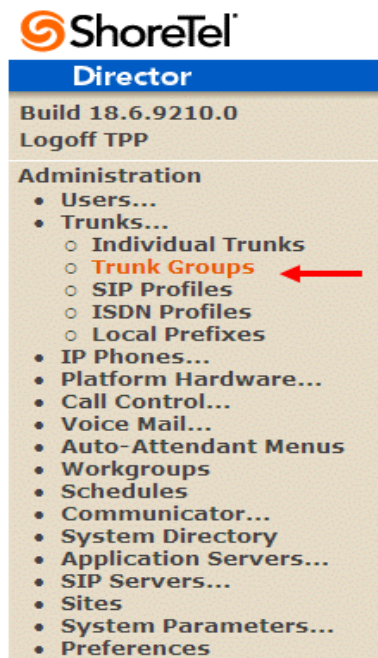 ShoreTel
Director
Build 18.6.9210.0
Logoff TPP
Administration
• Users...
• Trunks...
○ Individual Trunks
○ Trunk Groups
○ SIP Profiles
○ ISDN Profiles
○ Local Prefixes
• IP Phones...
• Platform Hardware...
• Call Control...
• Voice Mail...
• Auto-Attendant Menus
• Workgroups
• Schedules
• Communicator...
• System Directory
• Application Servers...
• SIP Servers...
• Sites
• System Parameters...
• Preferences